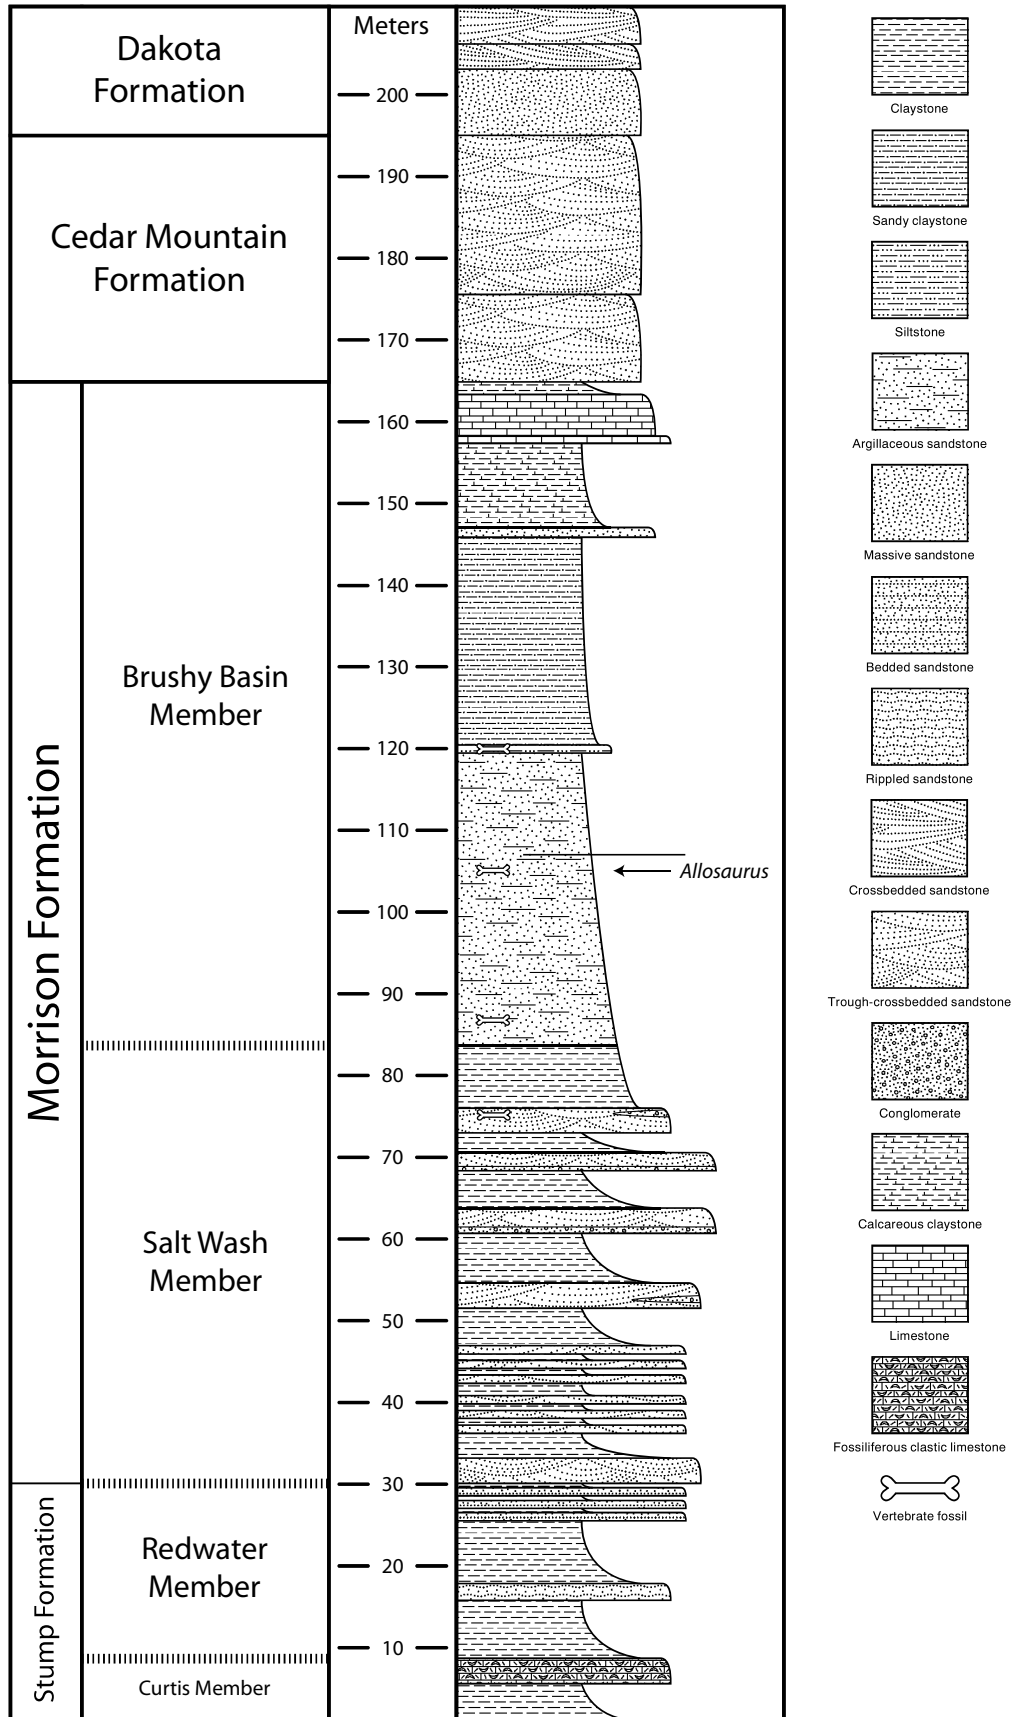 Dakota
Formation
Cedar Mountain
Formation
Morrison Formation
Brushy Basin
Member
Salt Wash
Member
Stump Formation
Redwater
Member
Curtis Member
Meters
200
190
180
170
160
150
140
130
120
110
100
90
80
70
60
50
40
30
20
10
Allosaurus
Claystone
Sandy claystone
Siltstone
Argillaceous sandstone
Massive sandstone
Bedded sandstone
Rippled sandstone
Crossbedded sandstone
Trough-crossbedded sandstone
Conglomerate
Calcareous claystone
Limestone
Fossiliferous clastic limestone
Vertebrate fossil